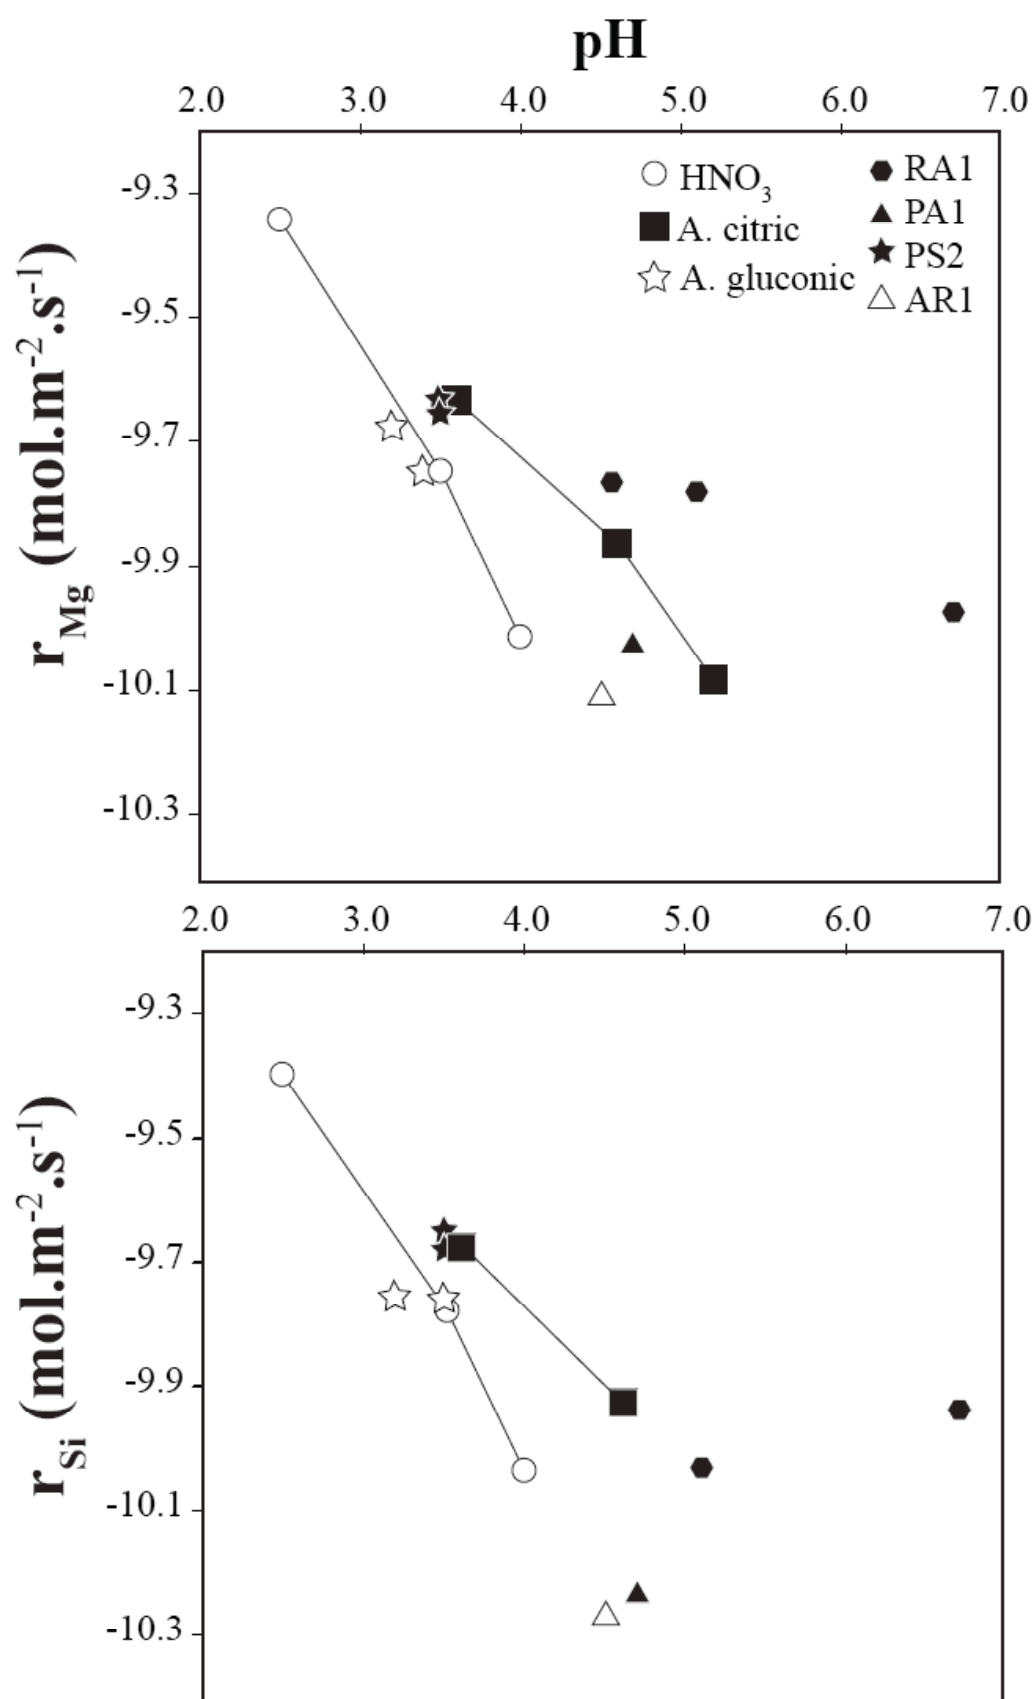 pH
2.0 3.0 4.0 5.0 6.0 7.0
HNO3 RA1
A. citric PA1
A. gluconic PS2
AR1
-9.3
-9.5
-9.7
-9.9
-10.1
-10.3
rMg (mol.m-2.s-1)
2.0 3.0 4.0 5.0 6.0 7.0
-9.3
-9.5
-9.7
-9.9
-10.1
-10.3
rSi (mol.m-2.s-1)